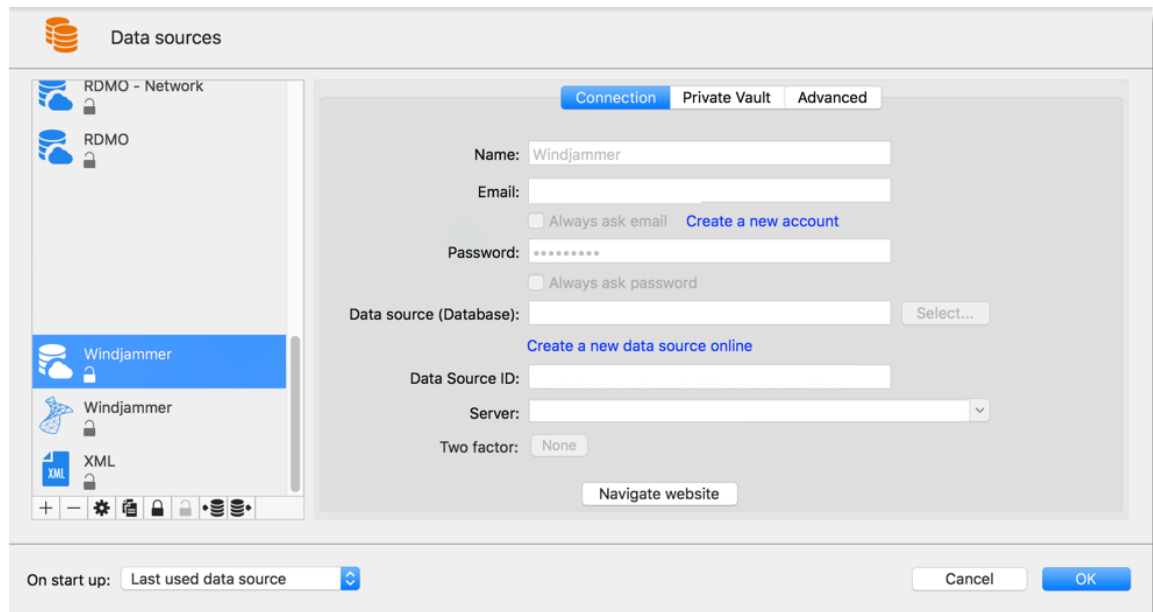 Data sources
RDMO - Network
RDMO
Windjammer
Windjammer
XML
XML
Connection Private Vault Advanced
Name: Windjammer
Email:
Always ask email Create a new account
Password: •••••••••
Always ask password
Data source (Database): Select...
Create a new data source online
Data Source ID:
Server:
Two factor: None
Navigate website
On start up: Last used data source
Cancel OK